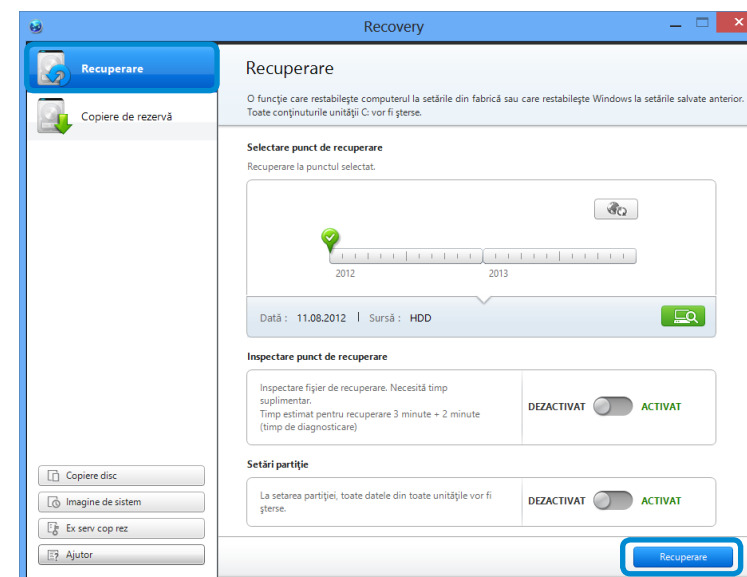 Recovery
Recuperare
Copiere de rezervă
Copiere disc
Imagine de sistem
Ex serv cop rez
Ajutor
Recuperare
O funcţie care restabileşte computerul la setările din fabrică sau care restabileşte Windows la setările salvate anterior.
Toate conţinuturile unităţii C: vor fi şterse.
Selectare punct de recuperare
Recuperare la punctul selectat.
2012 2013
Dată : 11.08.2012 | Sursă : HDD
Inspectare punct de recuperare
Inspectare fişier de recuperare. Necesită timp
suplimentar.
Timp estimat pentru recuperare 3 minute + 2 minute
(timp de diagnosticare)
DEZACTIVAT ACTIVAT
Setări partiţie
La setarea partiţiei, toate datele din toate unităţile vor fi
şterse.
DEZACTIVAT ACTIVAT
Recuperare